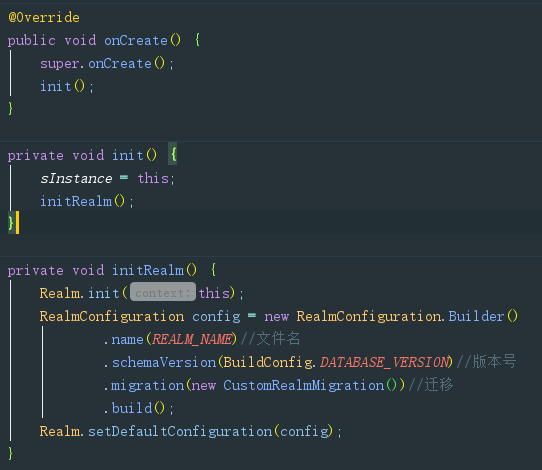 @Override
public void onCreate() {
super.onCreate();
init();
}
private void init() {
sInstance = this;
initRealm();
}
private void initRealm() {
Realm.init( context: this);
RealmConfiguration config = new RealmConfiguration.Builder()
.name(REALM_NAME)//文件名
.schemaVersion(BuildConfig.DATABASE_VERSION)//版本号
.migration(new CustomRealmMigration())//迁移
.build();
Realm.setDefaultConfiguration(config);
}